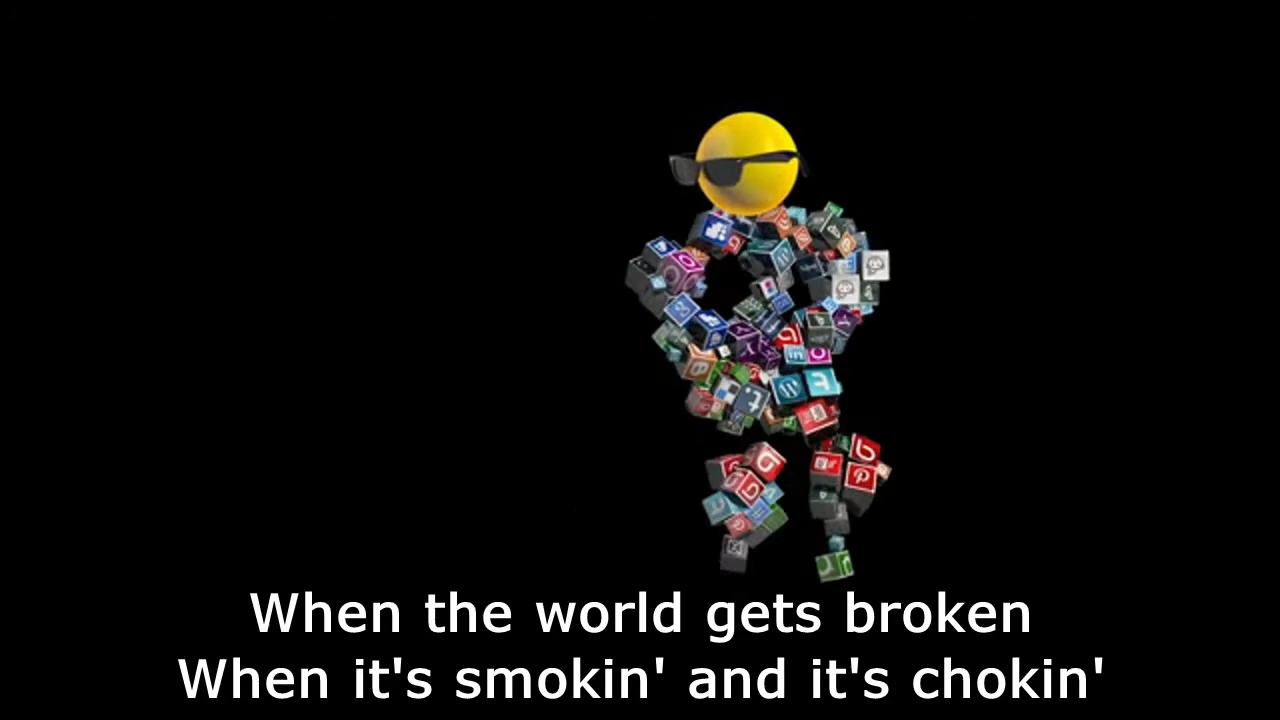 When the world gets broken
When it's smokin' and it's chokin'